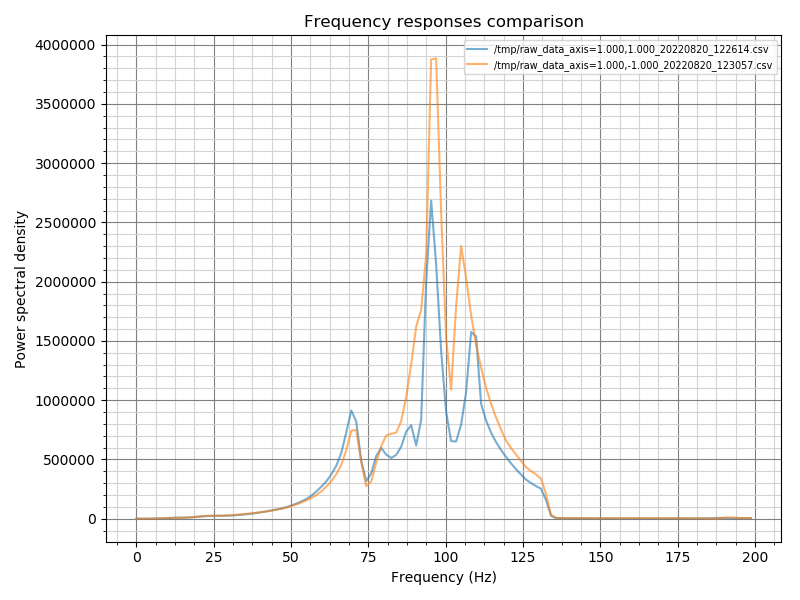 Frequency responses comparison
/tmp/raw_data_axis=1.000,1.000_20220820_122614.csv
/tmp/raw_data_axis=1.000,-1.000_20220820_123057.csv
4000000
3500000
3000000
2500000
2000000
1500000
1000000
500000
0
Power spectral density
0 25 50 75 100 125 150 175 200
Frequency (Hz)